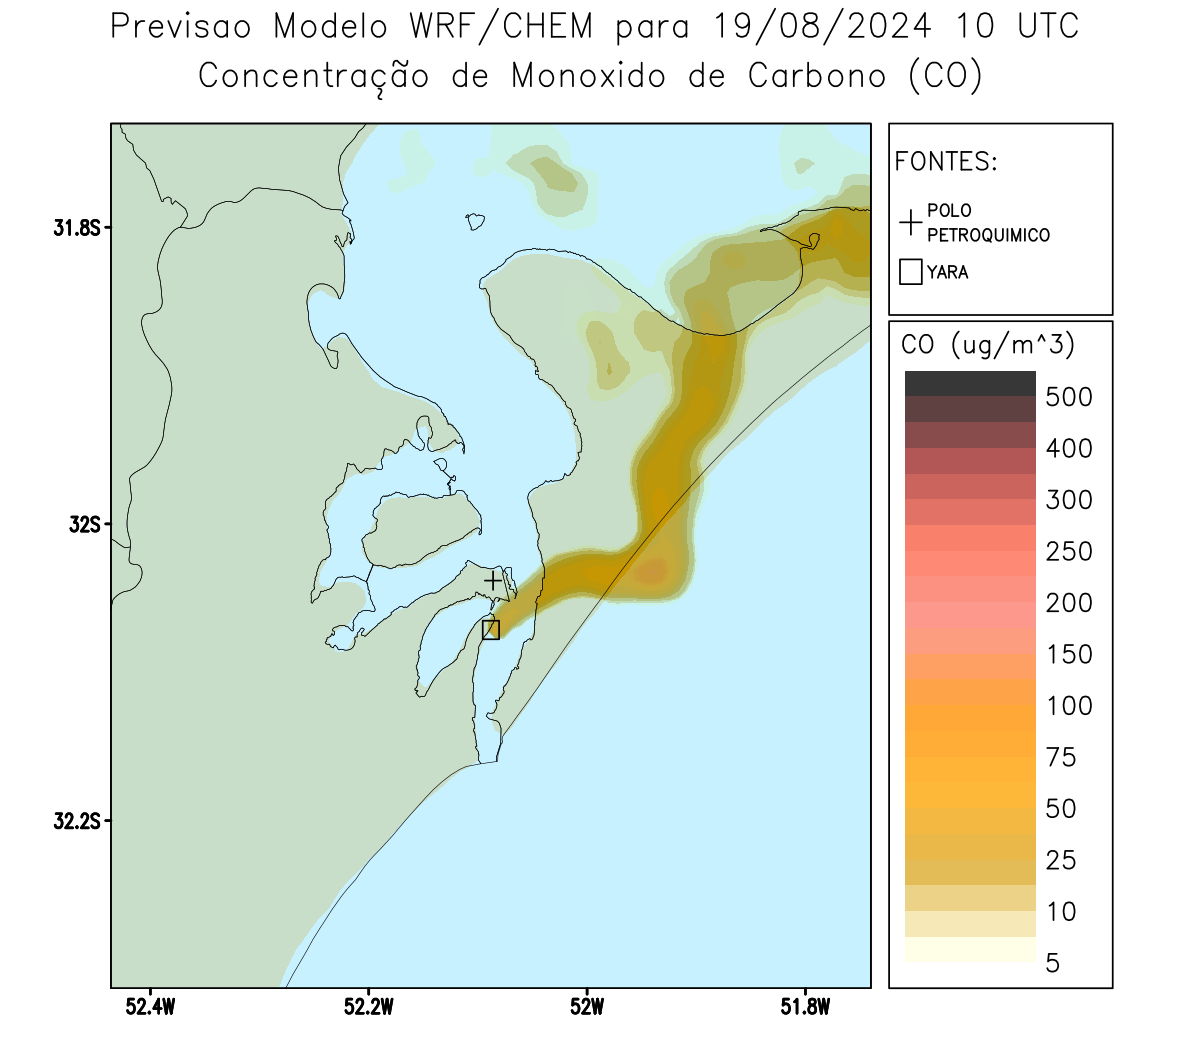 Previsao Modelo WRF/CHEM para 19/08/2024 10 UTC
Concentração de Monoxido de Carbono (CO)
FONTES:
POLO
PETROQUIMICO
YARA
CO (ug/m^3)
500
400
300
250
200
150
100
75
50
25
10
5
31.8S
32S
32.2S
52.4W
52.2W
52W
51.8W